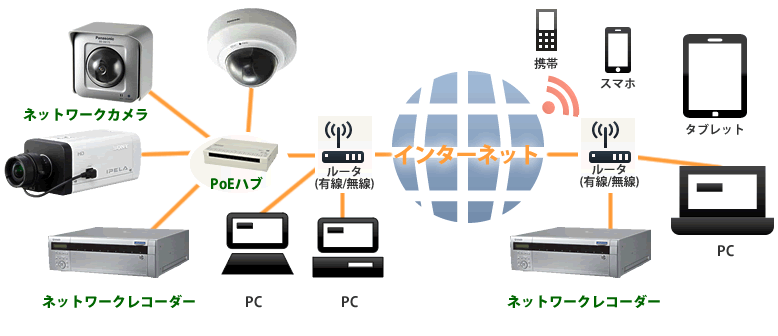 Panasonic
携帯
スマホ
タブレット
ネットワークカメラ
HD
IPELA
PoEハブ
ルータ
(有線/無線)
インターネット
ルータ
(有線/無線)
PC
ネットワークレコーダー
PC
PC
ネットワークレコーダー